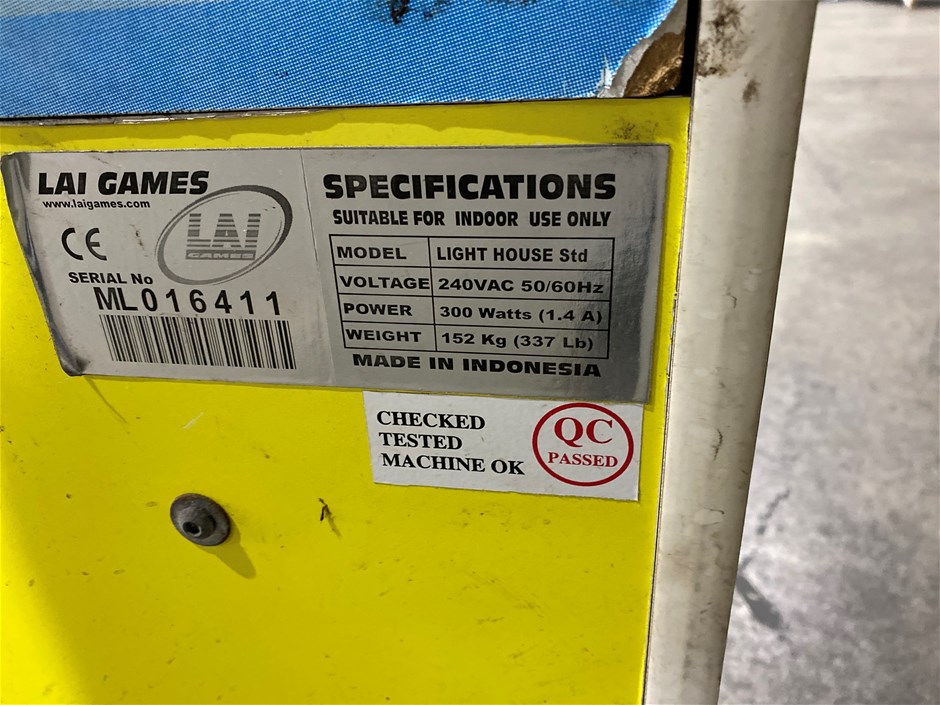 LAI GAMES
www.laigames.com
LAI
GAMES
CE
SERIAL No
ML016411
SPECIFICATIONS
SUITABLE FOR INDOOR USE ONLY
MODEL LIGHT HOUSE Std
VOLTAGE 240VAC 50/60Hz
POWER 300 Watts (1.4 A)
WEIGHT 152 Kg (337 Lb)
MADE IN INDONESIA
CHECKED
TESTED
MACHINE OK
QC
PASSED